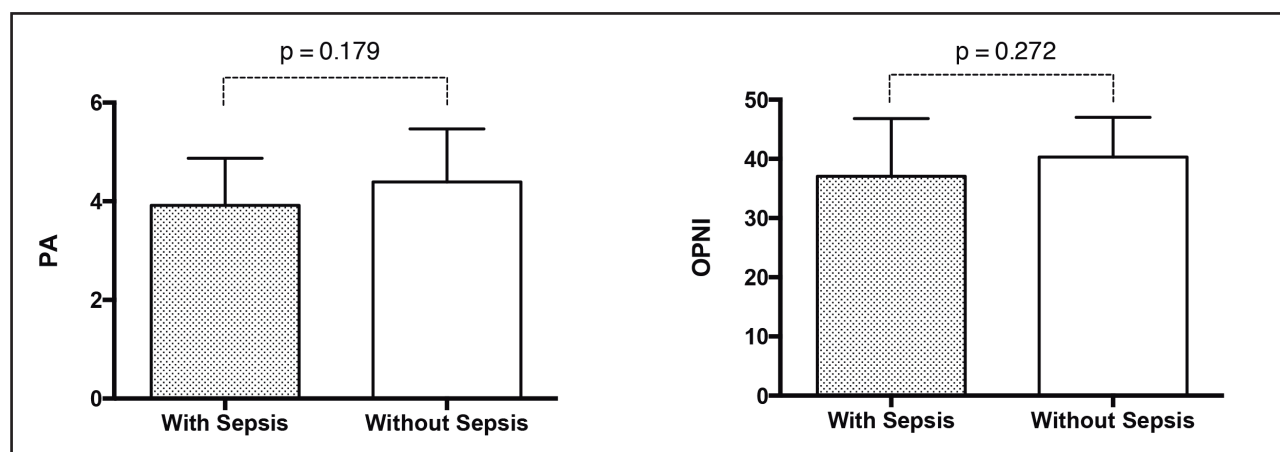 p = 0.179
6
4
2
0
PA
With Sepsis
Without Sepsis
p = 0.272
50
40
30
20
10
0
OPNI
With Sepsis
Without Sepsis